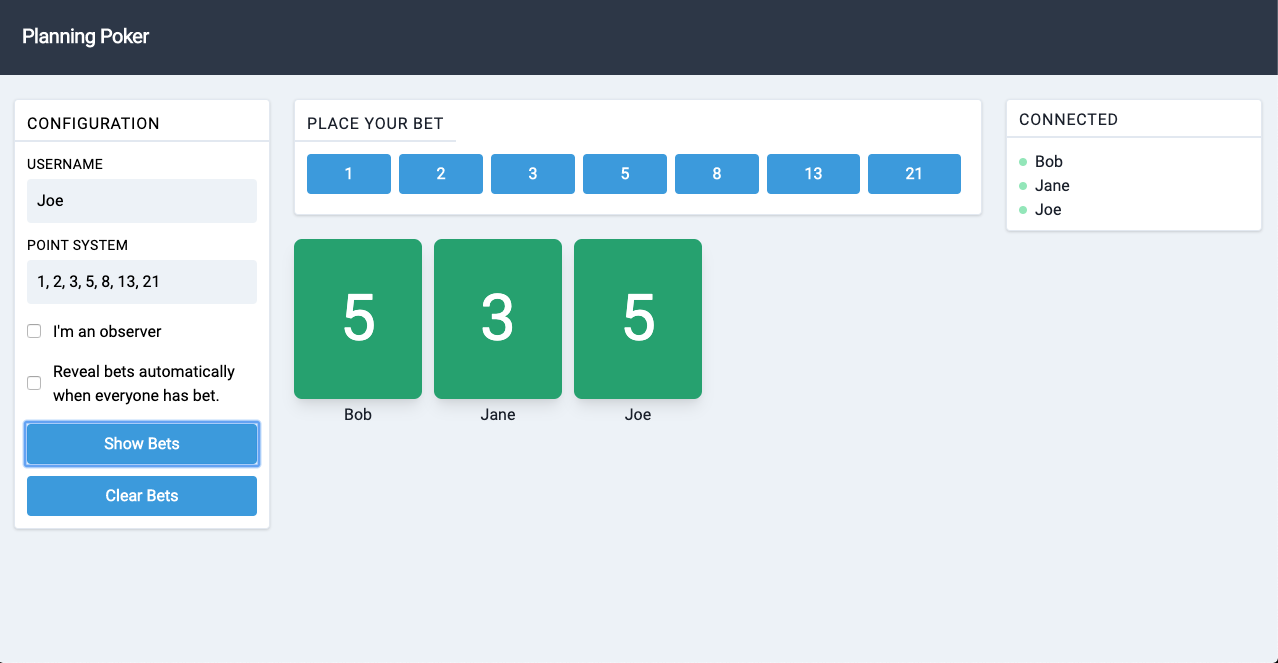 Planning Poker
CONFIGURATION
USERNAME
Joe
POINT SYSTEM
1, 2, 3, 5, 8, 13, 21
I'm an observer
Reveal bets automatically
when everyone has bet.
Show Bets
Clear Bets
PLACE YOUR BET
1 2 3 5 8 13 21
5 3 5
Bob Jane Joe
CONNECTED
Bob
Jane
Joe